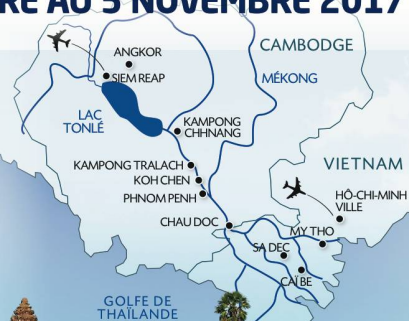 RE AU 5 NOVEMBRE 2017
ANGKOR
CAMBODGE
SIEM REAP
MÉKONG
LAC
TONLÉ
KAMPONG
CHHNANG
KAMPONG TRALACH
VIETNAM
KOH CHEN
PHNOM PENH
HÔ-CHI-MINH
VILLE
CHAU DOC
MY THO
SA DEC
CAÏ BE
GOLFE DE
THAÏLANDE